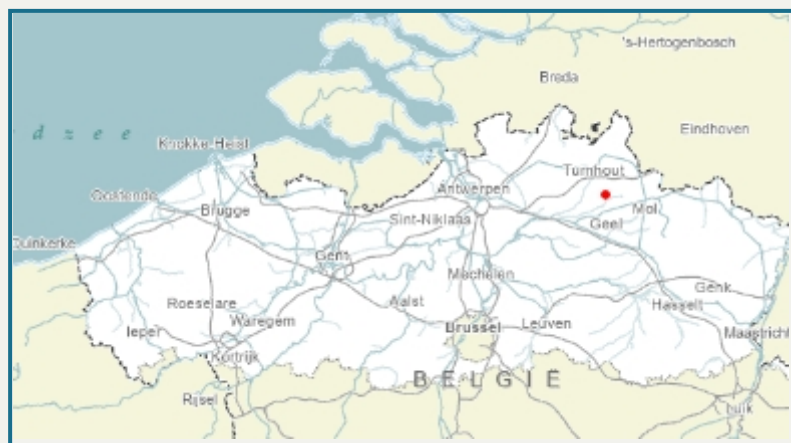 's-Hertogenbosch
Breda
dzee
Eindhoven
Knokke-Heist
Turnhout
Oostende
Antwerpen
Brugge
Mol
Sint-Niklaas
Geel
Duinkerke
Gent
Mechelen
Genk
Roeselare
Aalst
Hasselt
Ieper
Waregem
Brussel
Leuven
Maastricht
Kortrijk
BELGIË
Rijsel
Luik